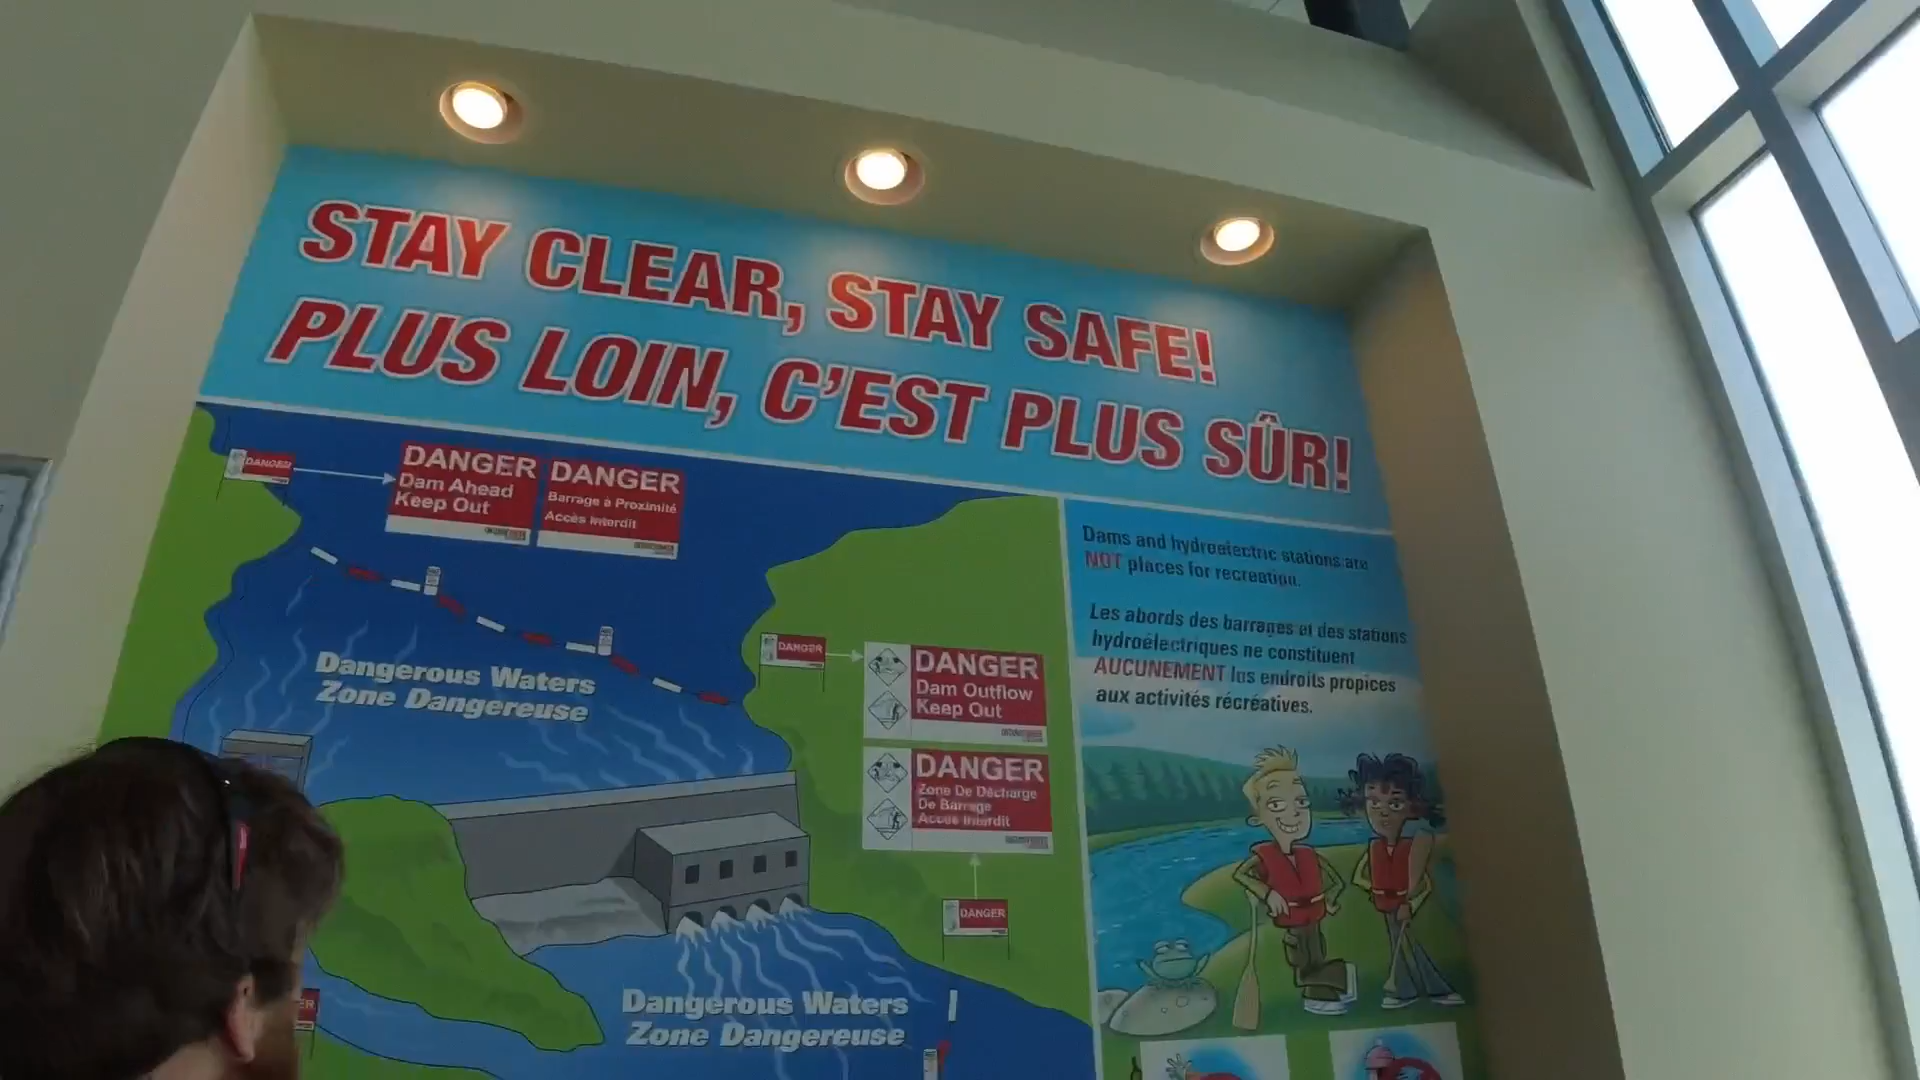 STAY CLEAR, STAY SAFE!
PLUS LOIN, C'EST PLUS SÛR!
DANGER!
DANGER
Dam Ahead
Keep Out
DANGER
Barrage à Proximité
Accès Interdit
Dangerous Waters
Zone Dangereuse
DANGER
DANGER
Dam Outflow
Keep Out
DANGER
Zone De Décharge
De Barrage
Accès Interdit
DANGER
Dangerous Waters
Zone Dangereuse
Dams and hydroelectric stations are
NOT places for recreation.
Les abords des barrages et des stations
hydroélectriques ne constituent
AUCUNEMENT las endroits propices
aux activités récréatives.